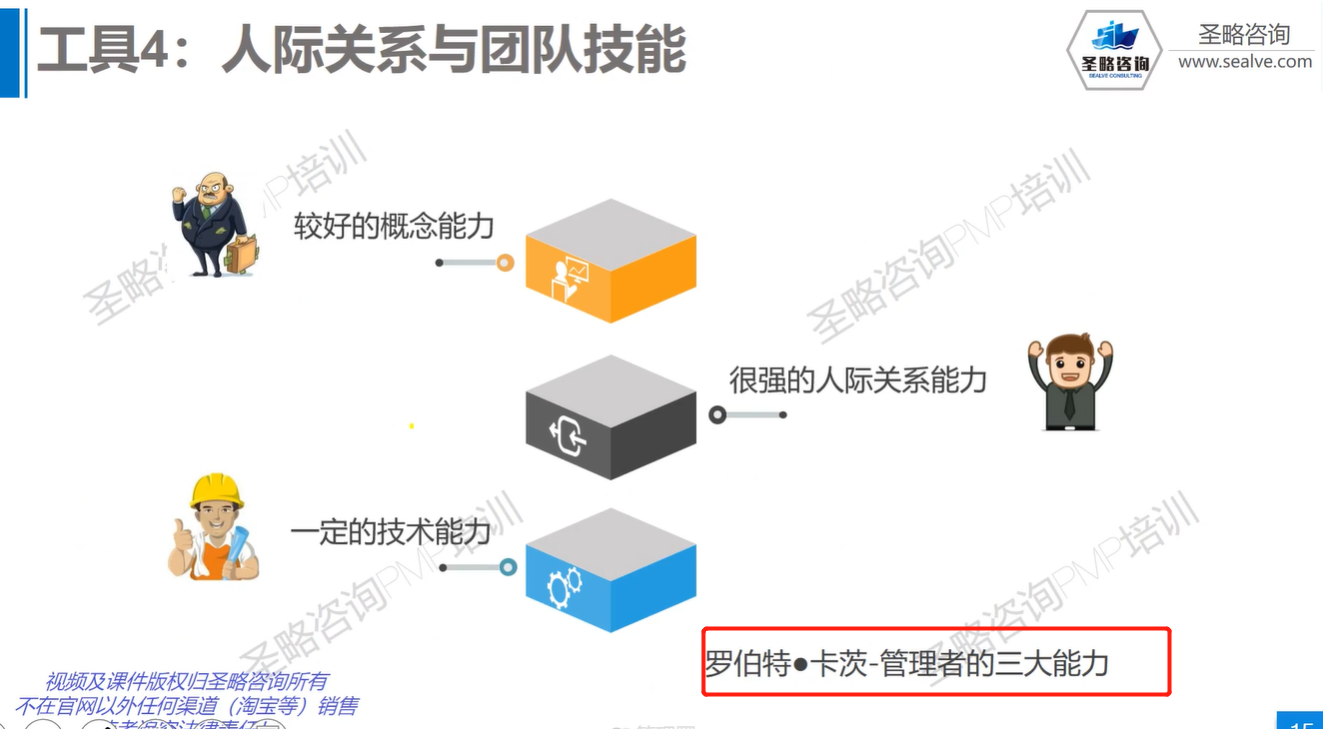 工具4：人际关系与团队技能
圣略咨询
SEALVE CONSULTING
圣略咨询
www.sealve.com
圣略咨询PMP培训
较好的概念能力
圣略咨询PMP培训
很强的人际关系能力
一定的技术能力
圣略咨询PMP培训
圣略咨询PMP培训
罗伯特●卡茨-管理者的三大能力
视频及课件版权归圣略咨询所有
不在官网以外任何渠道（淘宝等）销售
15